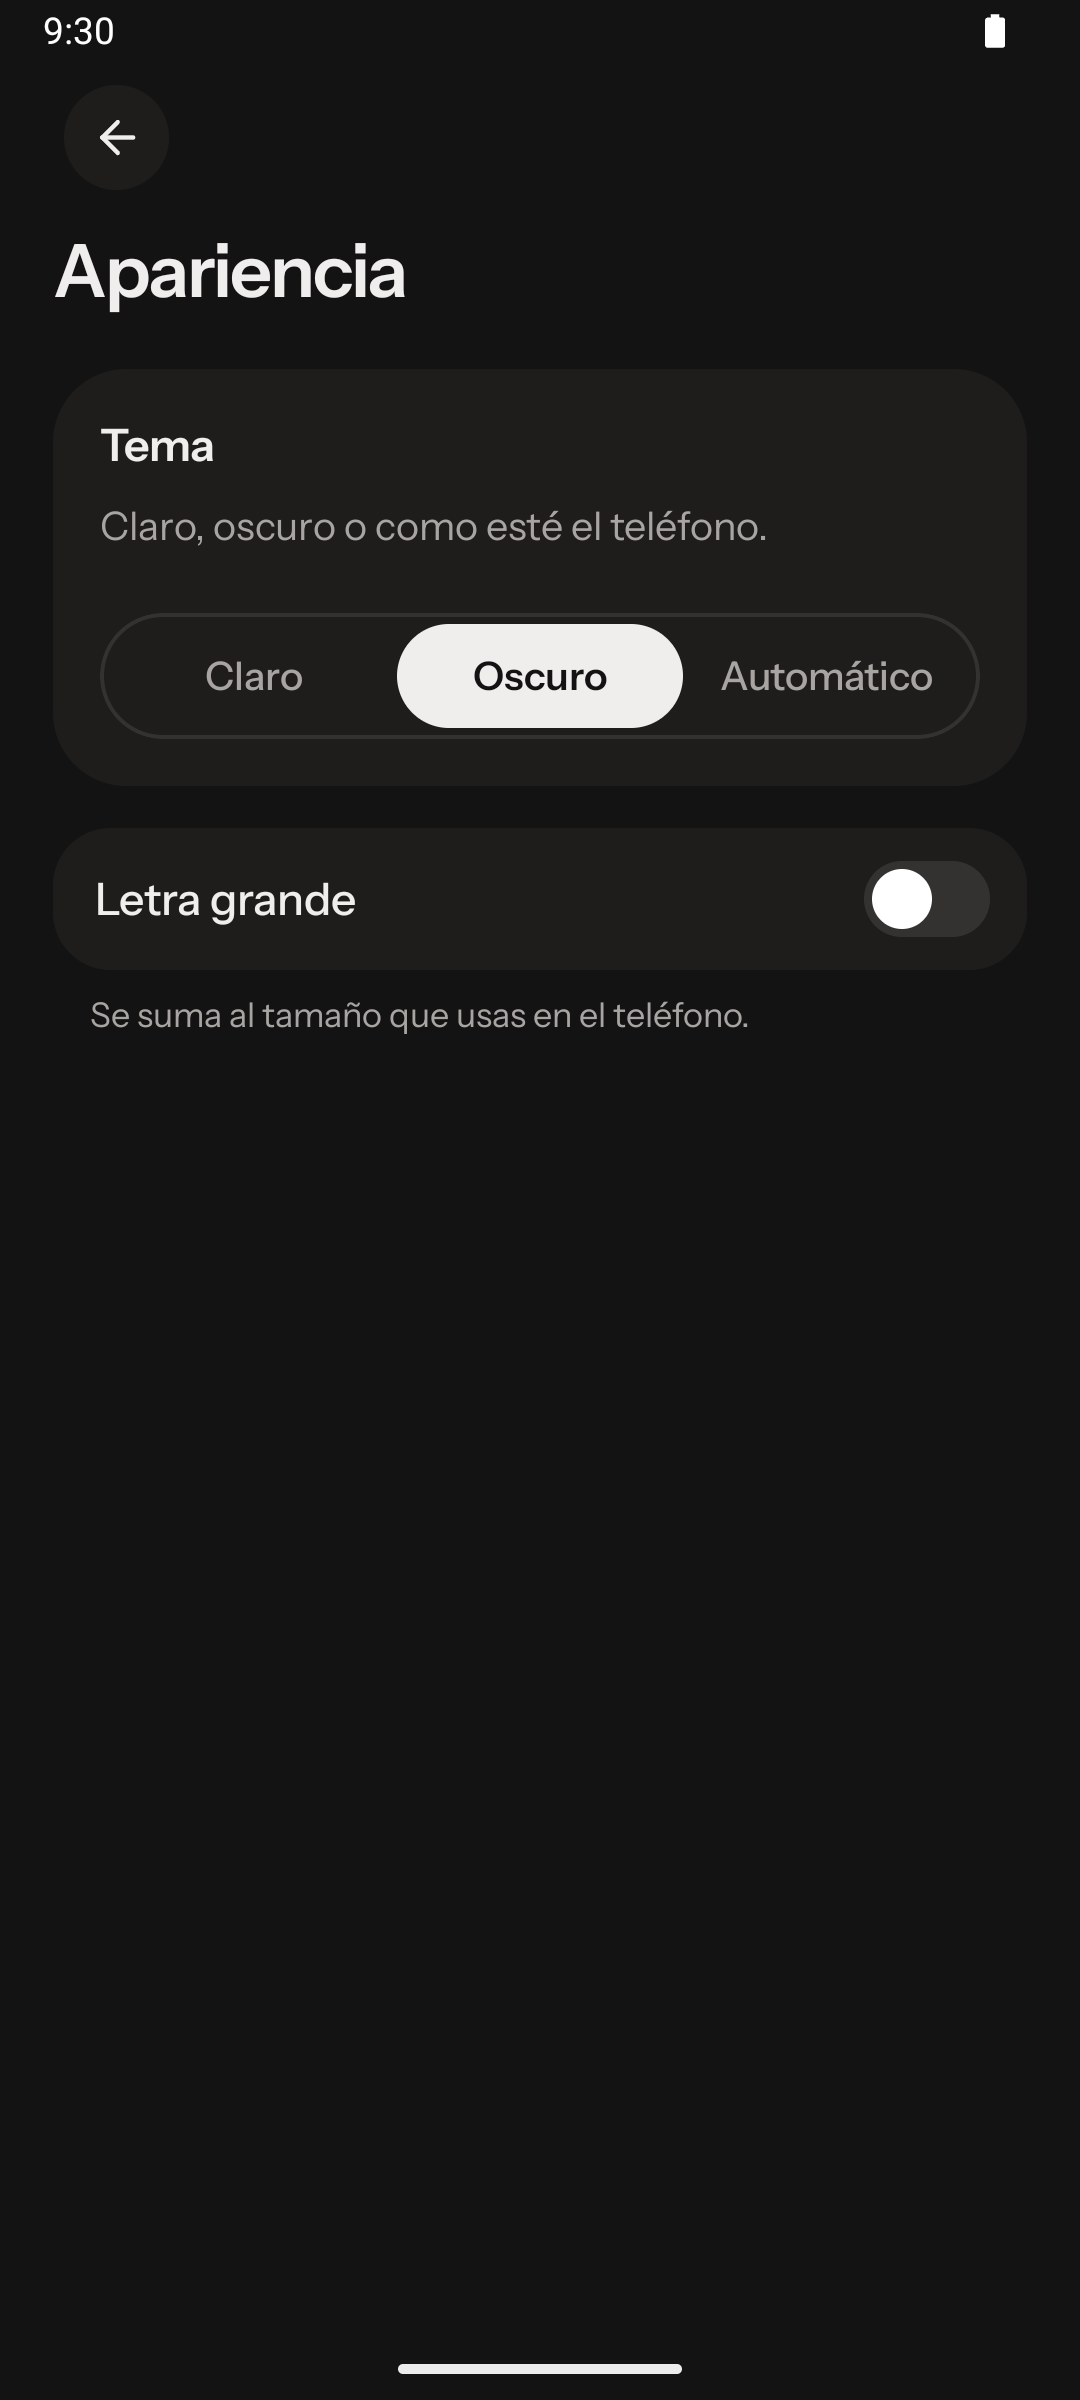 9:30
Apariencia
Tema
Claro, oscuro o como esté el teléfono.
Claro
Oscuro
Automático
Letra grande
Se suma al tamaño que usas en el teléfono.